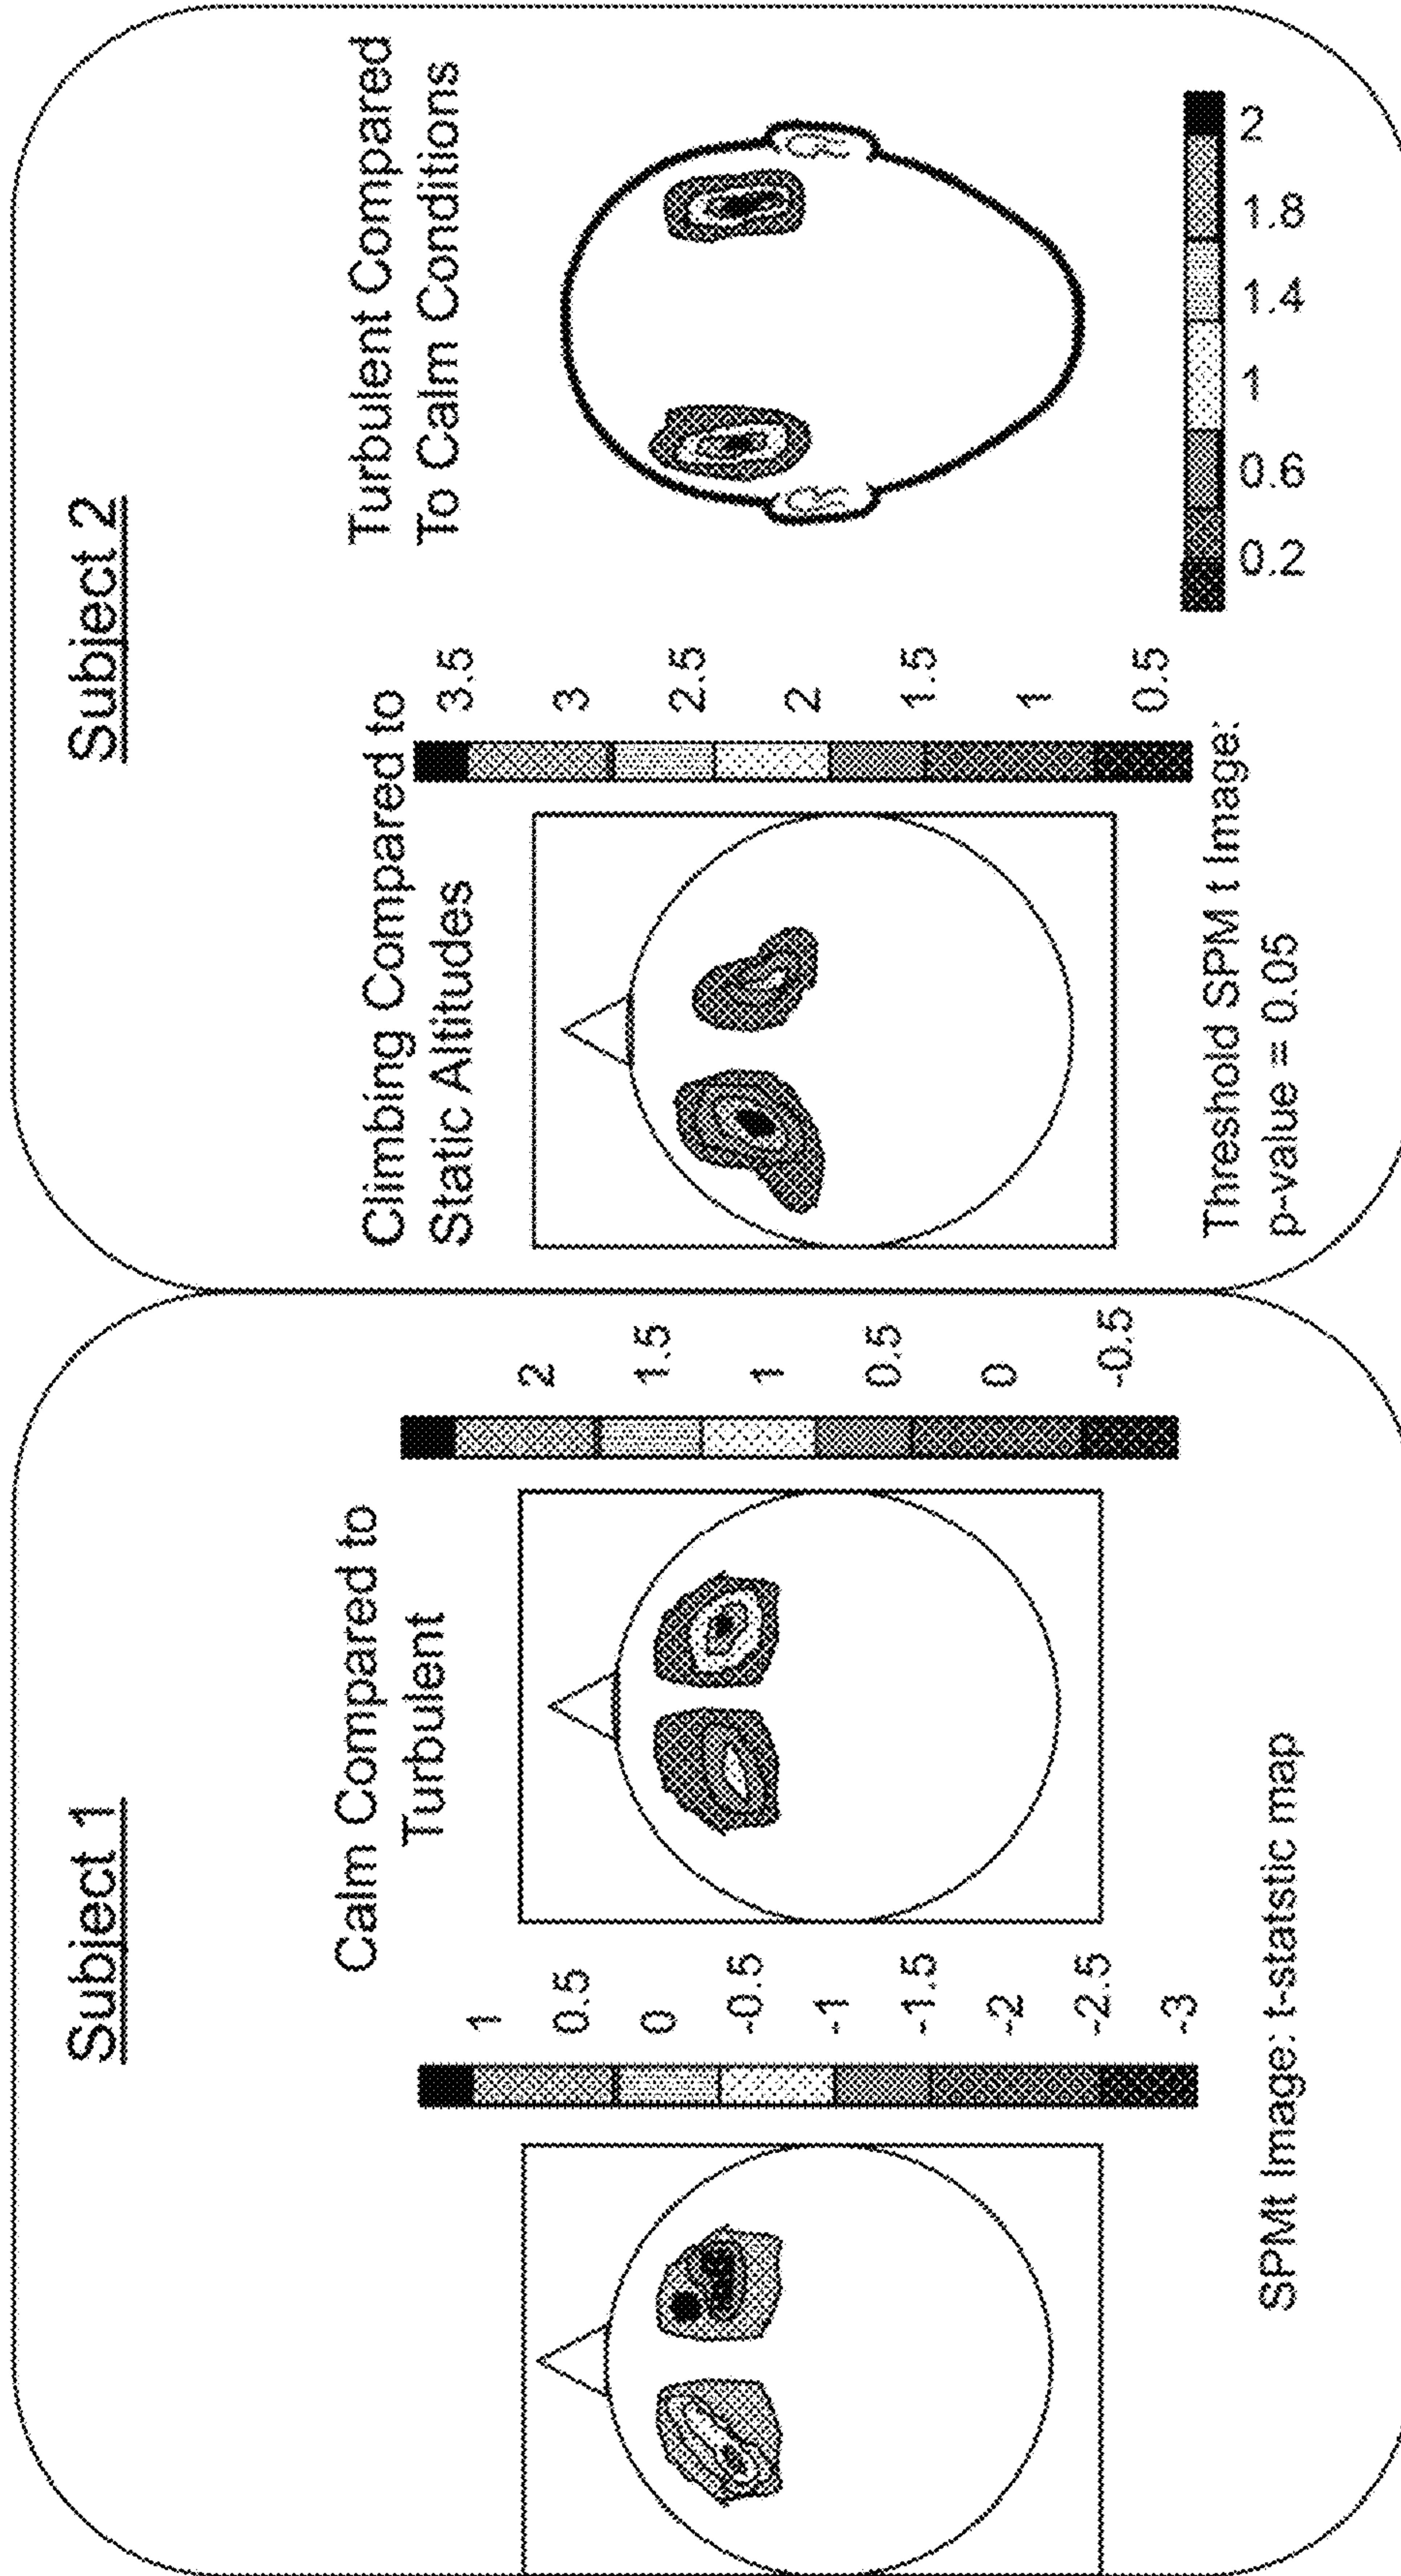 Subject 1
Calm Compared to
Turbulent
1
0.5
0
-0.5
-1
-1.5
-2
-2.5
-3
2
1.5
1
0.5
0
-0.5
SPMt Image: t-statstic map
Subject 2
Climbing Compared to
Static Altitudes
3.5
3
2.5
2
1.5
1
0.5
Threshold SPM t Image:
p-value = 0.05
Turbulent Compared
To Calm Conditions
0.2 0.6 1 1.4 1.8 2